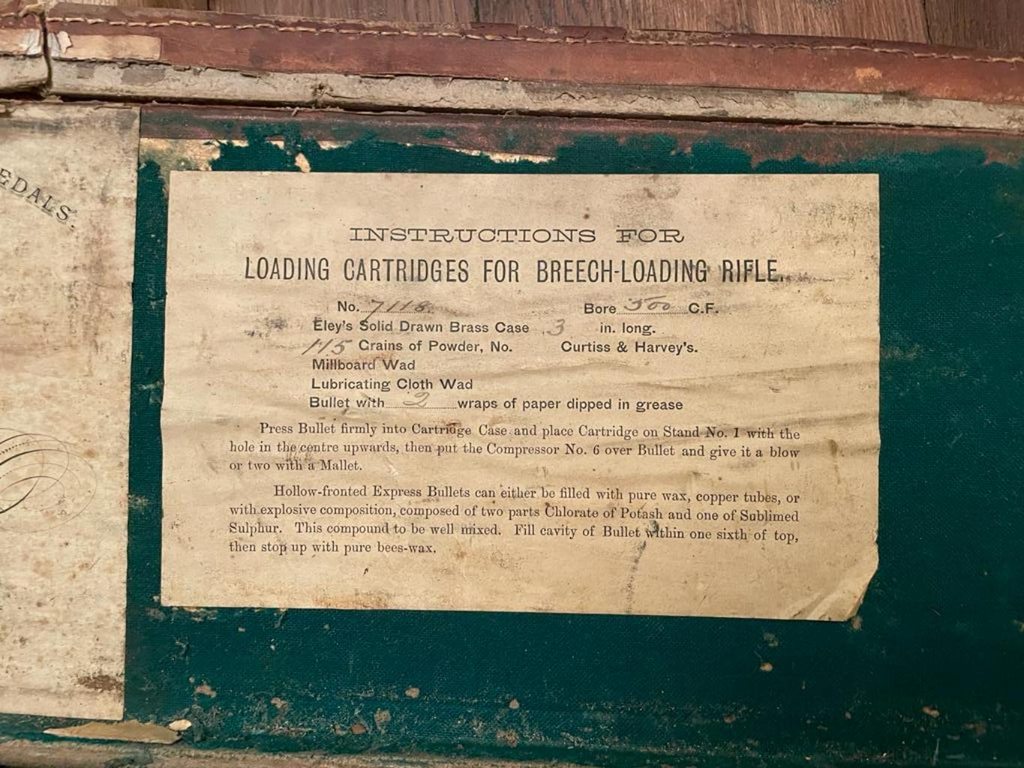 EDALS.
INSTRUCTIONS FOR
LOADING CARTRIDGES FOR BREECH-LOADING RIFLE.
No. 7118. Bore 500 C.F.
Eley's Solid Drawn Brass Case 3 in. long.
115 Grains of Powder, No. Curtiss & Harvey's.
Millboard Wad
Lubricating Cloth Wad
Bullet with 2 wraps of paper dipped in grease
Press Bullet firmly into Cartridge Case and place Cartridge on Stand No. 1 with the
hole in the centre upwards, then put the Compressor No. 6 over Bullet and give it a blow
or two with a Mallet.
Hollow-fronted Express Bullets can either be filled with pure wax, copper tubes, or
with explosive composition, composed of two parts Chlorate of Potash and one of Sublimed
Sulphur. This compound to be well mixed. Fill cavity of Bullet within one sixth of top,
then stop up with pure bees-wax.